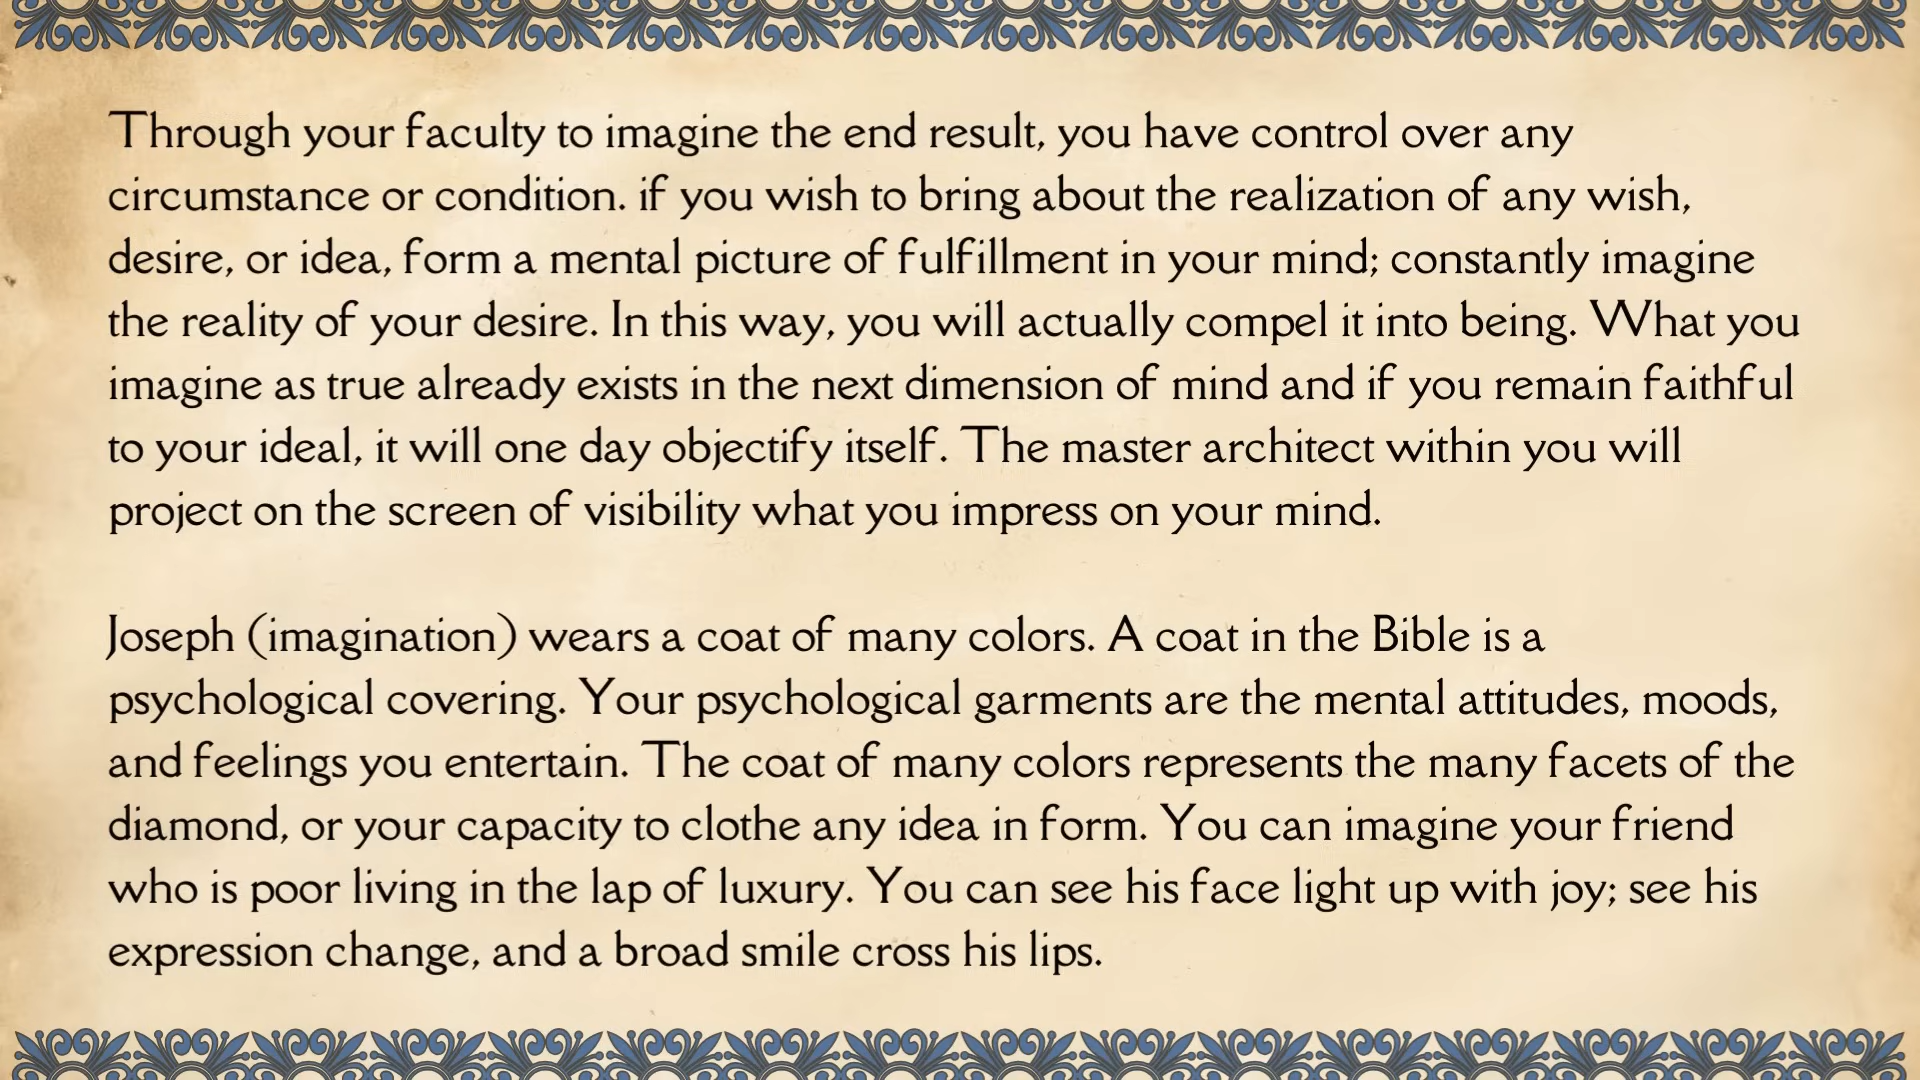 Through your faculty to imagine the end result, you have control over any
circumstance or condition. if you wish to bring about the realization of any wish,
desire, or idea, form a mental picture of fulfillment in your mind; constantly imagine
the reality of your desire. In this way, you will actually compel it into being. What you
imagine as true already exists in the next dimension of mind and if you remain faithful
to your ideal, it will one day objectify itself. The master architect within you will
project on the screen of visibility what you impress on your mind.
Joseph (imagination) wears a coat of many colors. A coat in the Bible is a
psychological covering. Your psychological garments are the mental attitudes, moods,
and feelings you entertain. The coat of many colors represents the many facets of the
diamond, or your capacity to clothe any idea in form. You can imagine your friend
who is poor living in the lap of luxury. You can see his face light up with joy; see his
expression change, and a broad smile cross his lips.